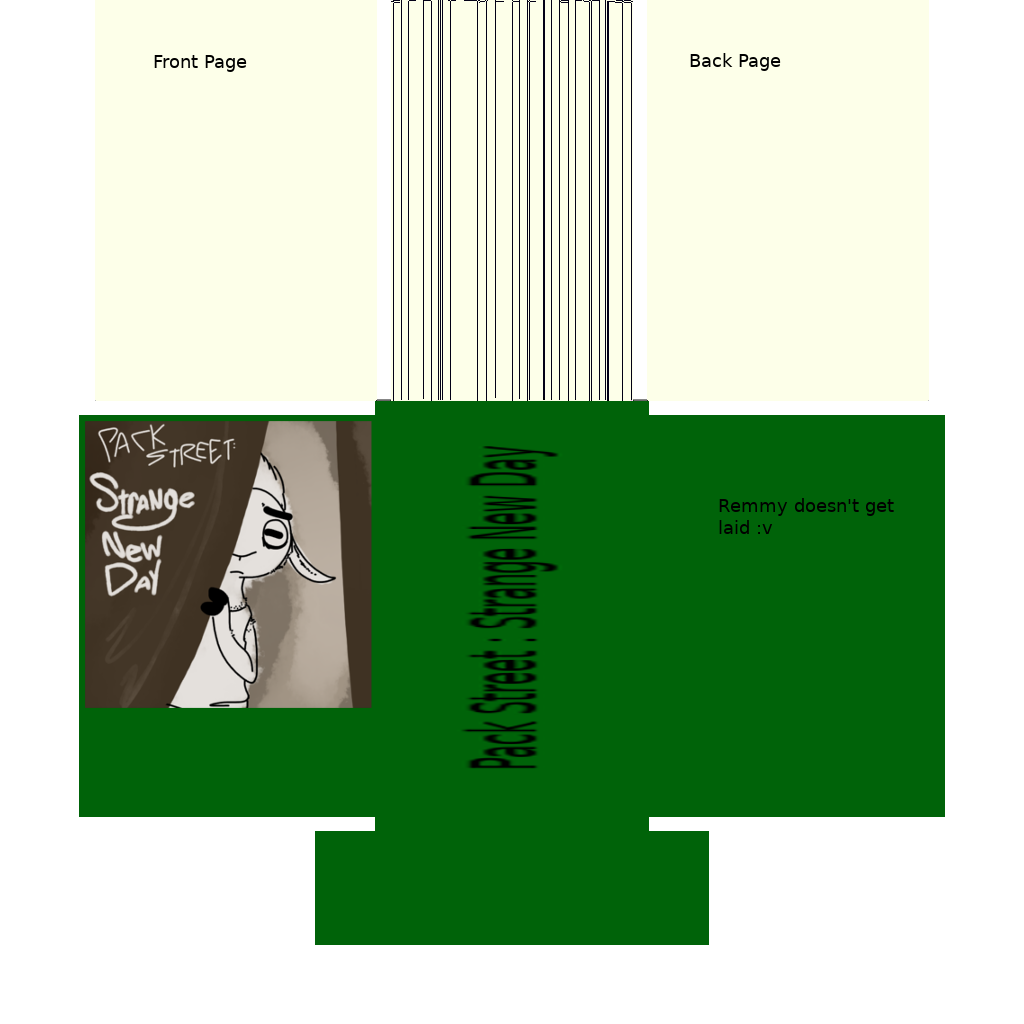 Front Page
Back Page
PACK
STREET:
STRANGE
NEW
DAY
Pack Street : Strange New Day
Remmy doesn't get
laid :v